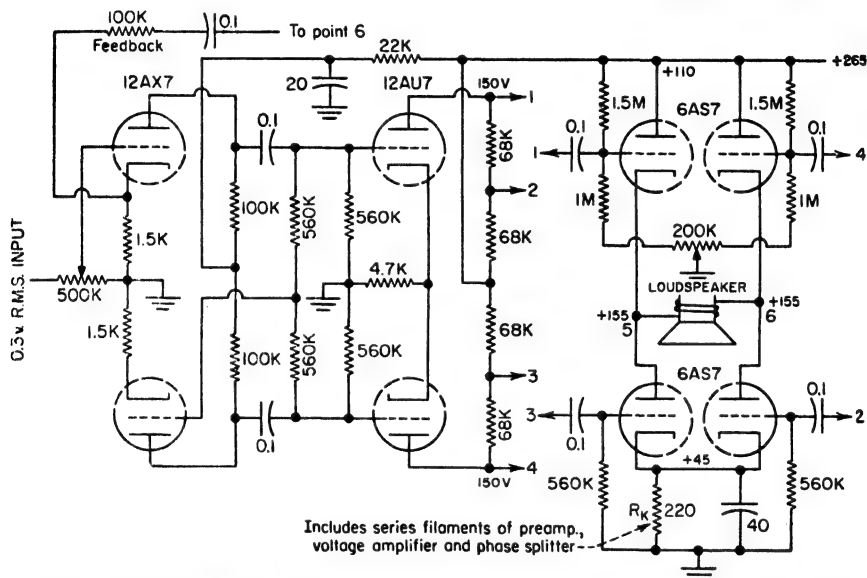 100K
Feedback
0.1
To point 6
22K
+265
12AX7
20
12AU7
150V
1
+110
6AS7
1.5M
1.5M
0.1
0.1
0.1
1
4
68K
2
1M
1M
100K
560K
560K
68K
200K
1.5K
4.7K
LOUDSPEAKER
500K
0.3v R.M.S. INPUT
+155
5
+155
6
1.5K
68K
100K
560K
560K
3
6AS7
0.1
68K
3
0.1
0.1
2
4
150V
+45
560K
RK
220
40
560K
Includes series filaments of preamp.,
voltage amplifier and phase splitter